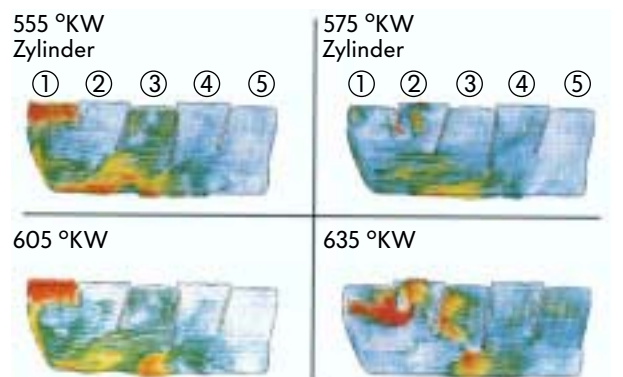 555 °KW
Zylinder
① ② ③ ④ ⑤
575 °KW
Zylinder
① ② ③ ④ ⑤
605 °KW
635 °KW